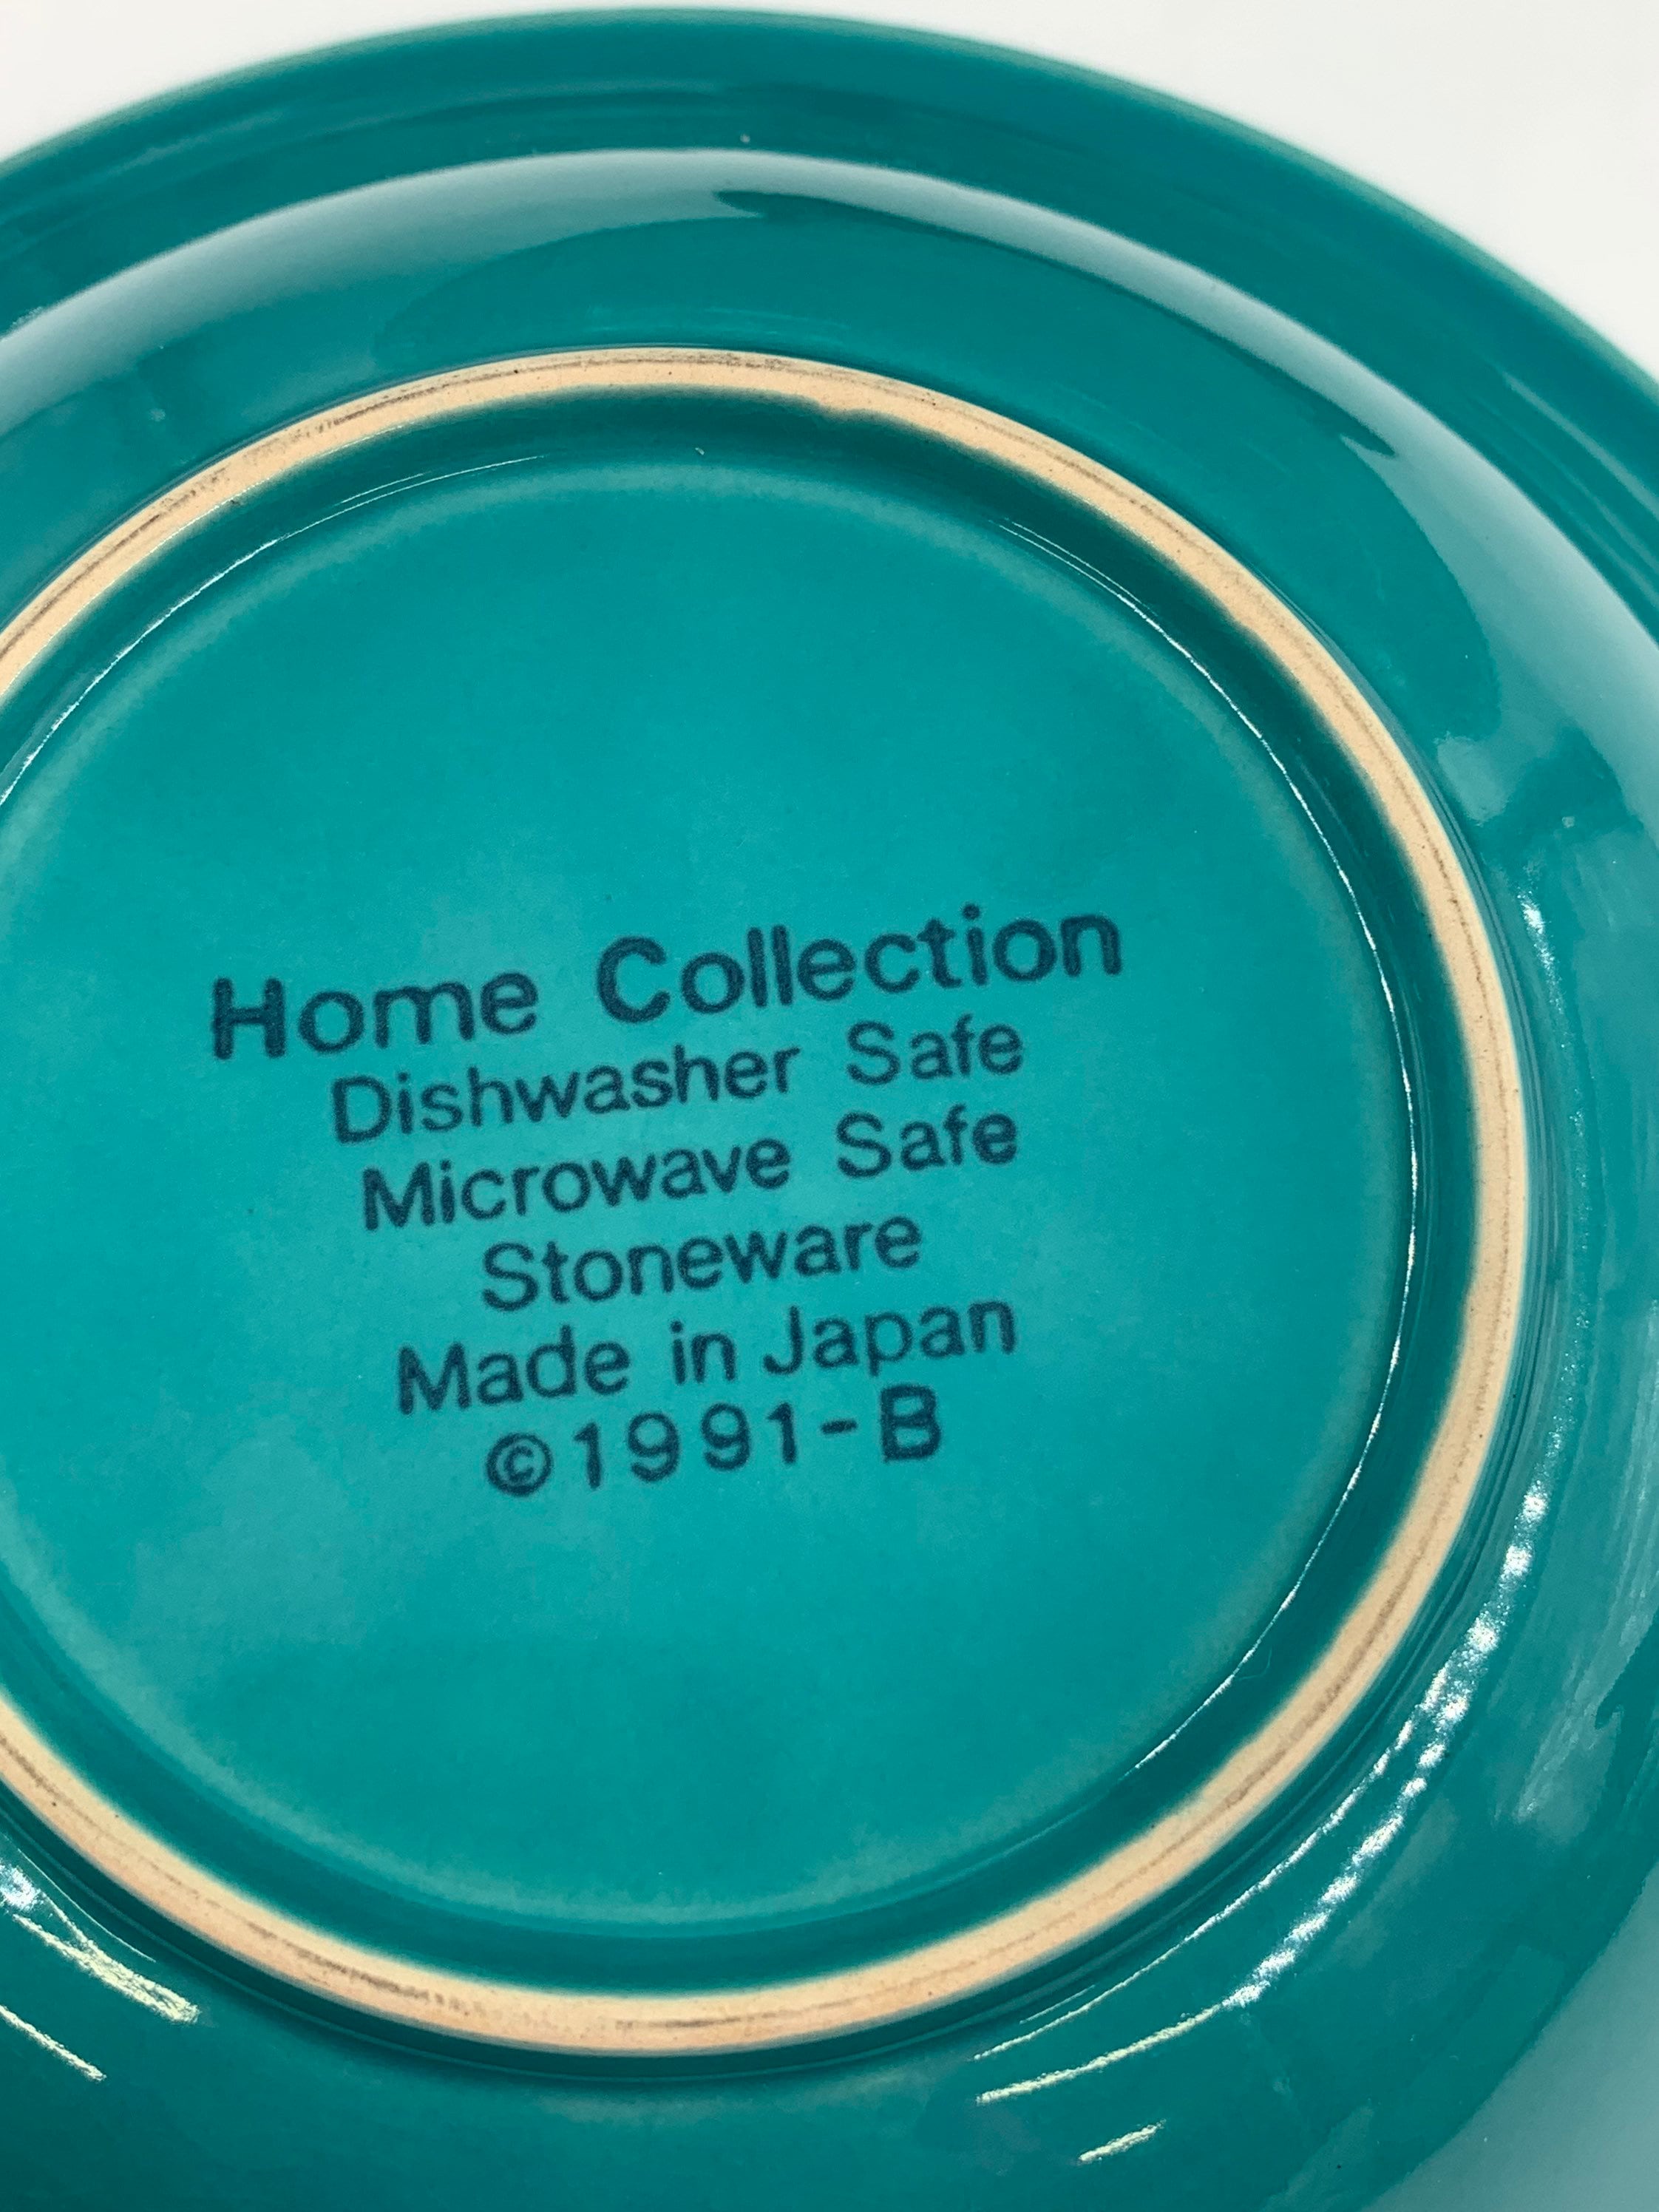 Home Collection
Dishwasher Safe
Microwave Safe
Stoneware
Made in Japan
©1991-B